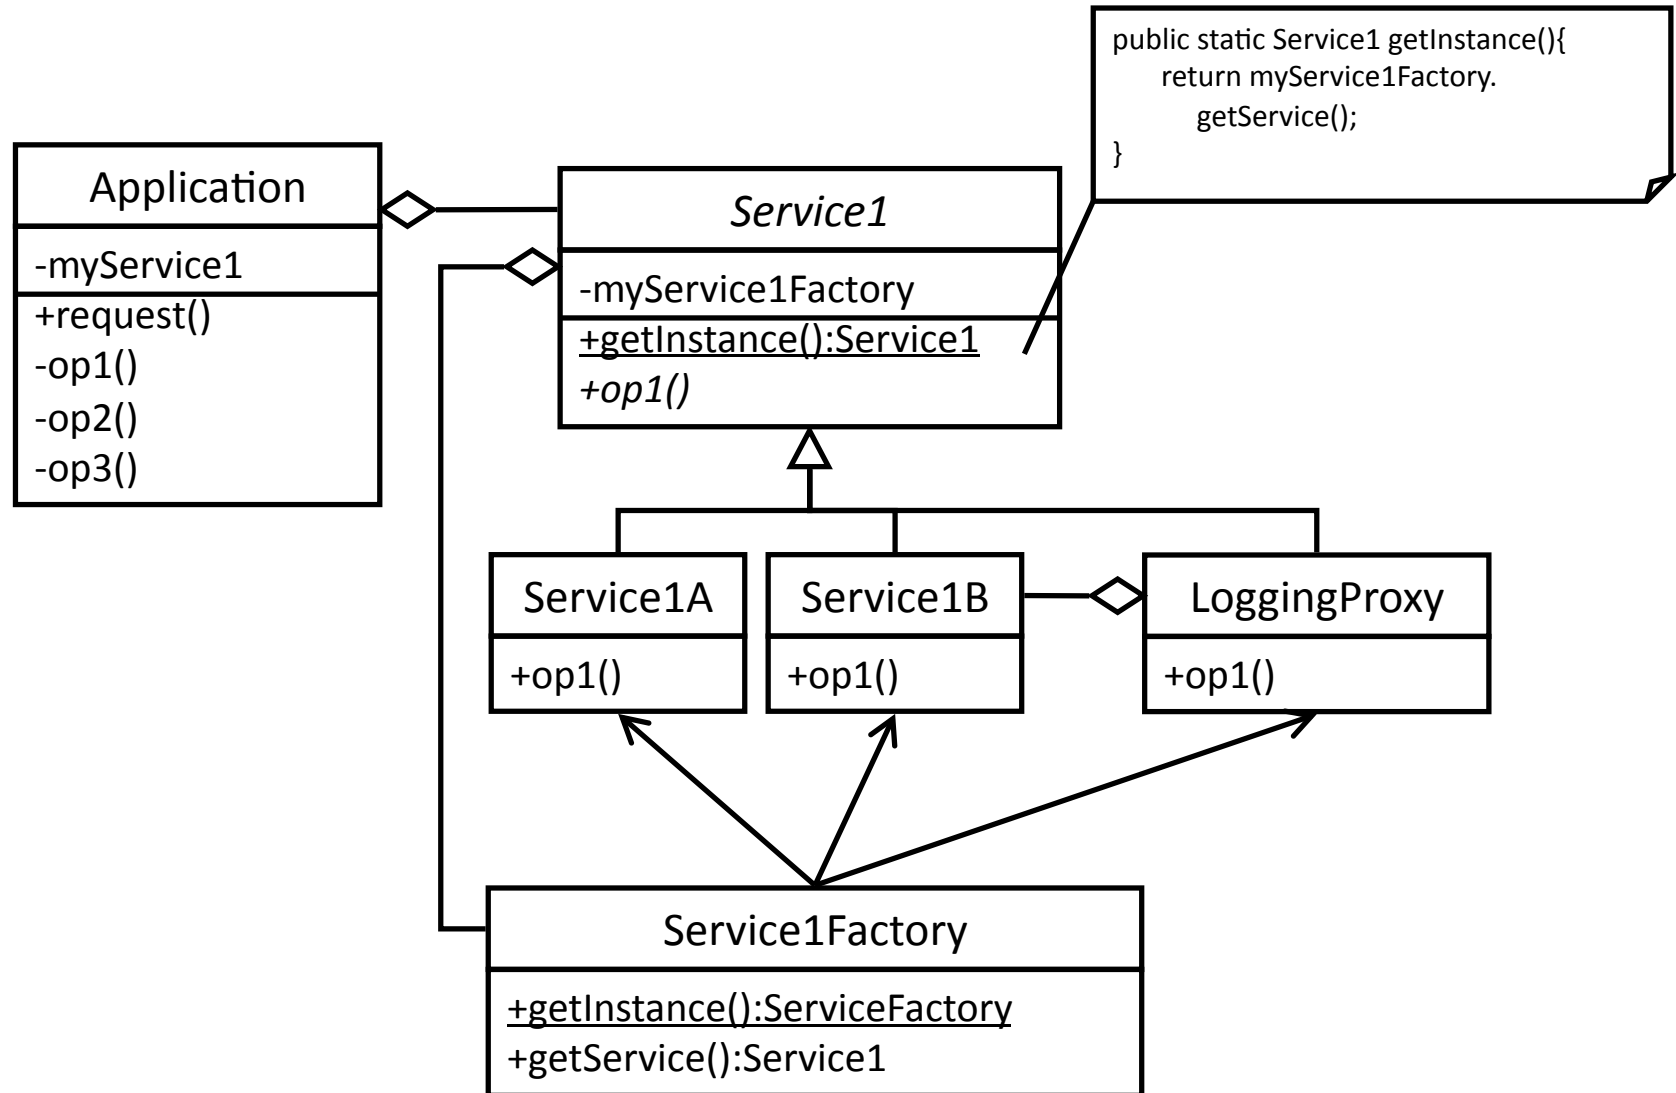 public static Service1 getInstance(){
return myService1Factory.
getService();
}
Application
-myService1
+request()
-op1()
-op2()
-op3()
Service1
-myService1Factory
+getInstance():Service1
+op1()
Service1A
+op1()
Service1B
+op1()
LoggingProxy
+op1()
Service1Factory
+getInstance():ServiceFactory
+getService():Service1